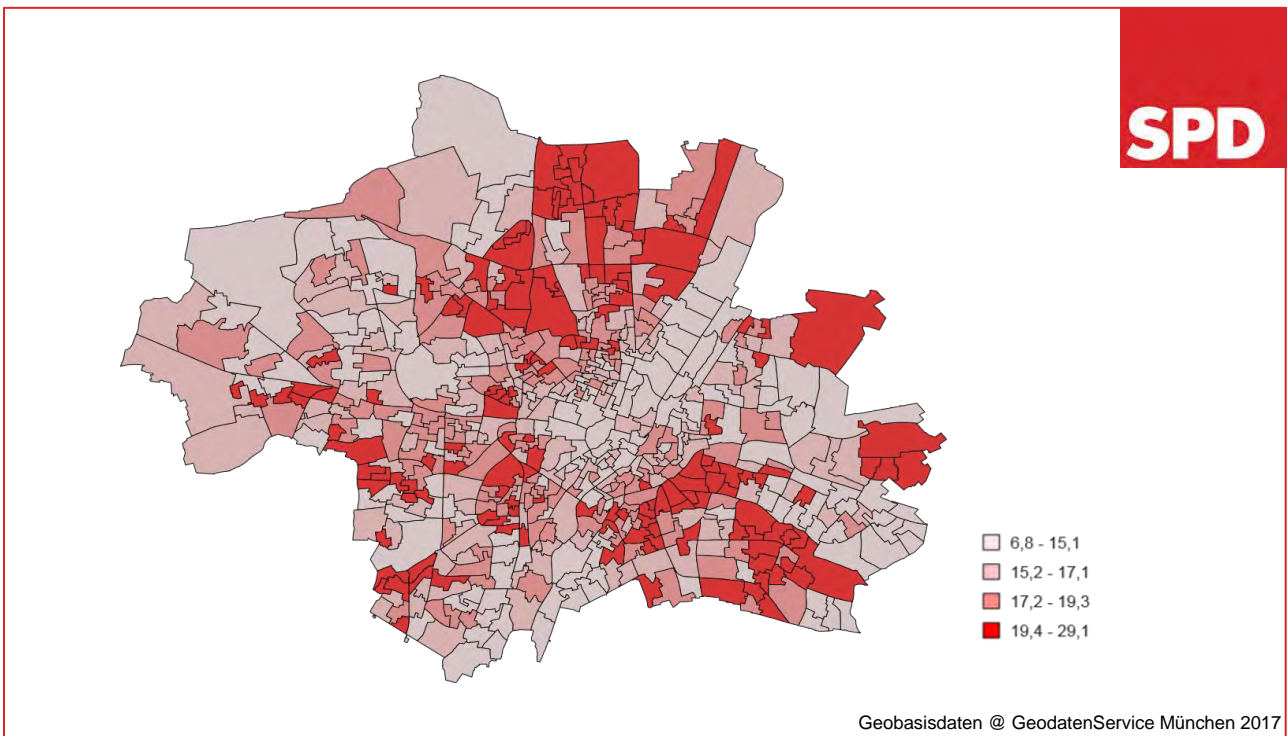 SPD
6,8 - 15,1
15,2 - 17,1
17,2 - 19,3
19,4 - 29,1
Geobasisdaten @ GeodatenService München 2017